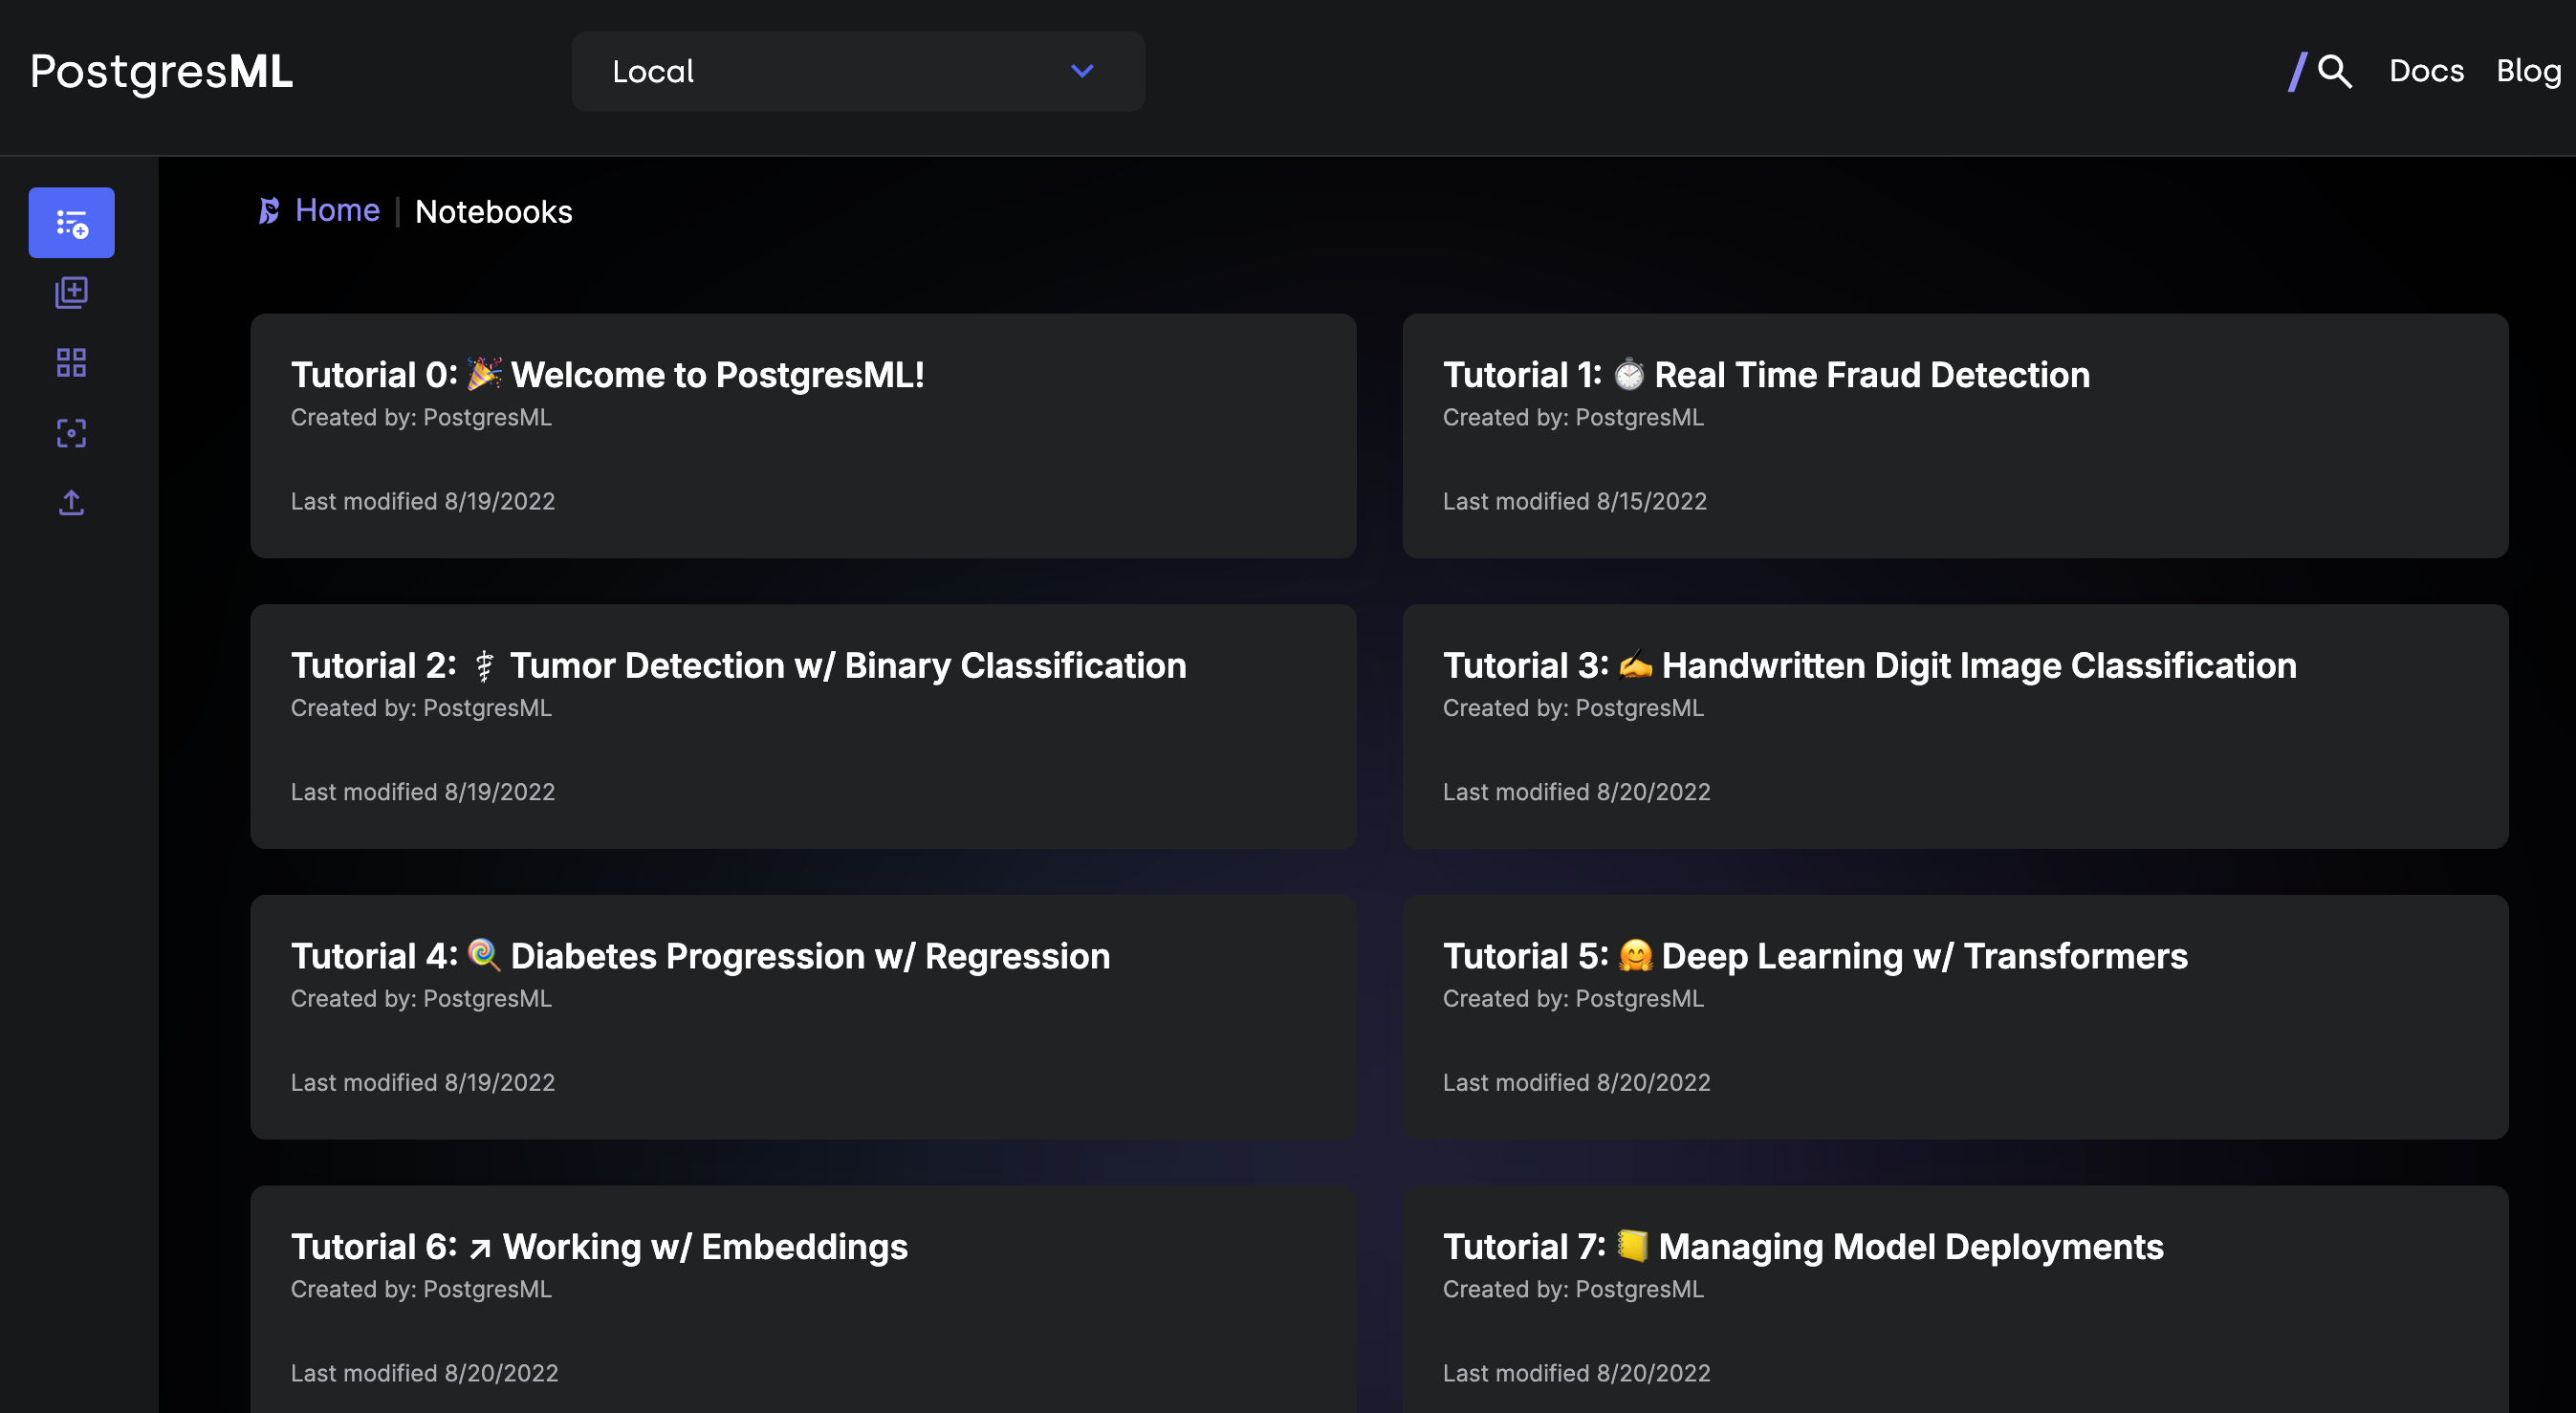 PostgresML
Local
/ Docs Blog
Home | Notebooks
Tutorial 0: 🎉 Welcome to PostgresML!
Created by: PostgresML
Last modified 8/19/2022
Tutorial 1: ⏱️ Real Time Fraud Detection
Created by: PostgresML
Last modified 8/15/2022
Tutorial 2: ⚕ Tumor Detection w/ Binary Classification
Created by: PostgresML
Last modified 8/19/2022
Tutorial 3: ✍️ Handwritten Digit Image Classification
Created by: PostgresML
Last modified 8/20/2022
Tutorial 4: 🍭 Diabetes Progression w/ Regression
Created by: PostgresML
Last modified 8/19/2022
Tutorial 5: 🤗 Deep Learning w/ Transformers
Created by: PostgresML
Last modified 8/20/2022
Tutorial 6: ↗ Working w/ Embeddings
Created by: PostgresML
Last modified 8/20/2022
Tutorial 7: 📒 Managing Model Deployments
Created by: PostgresML
Last modified 8/20/2022